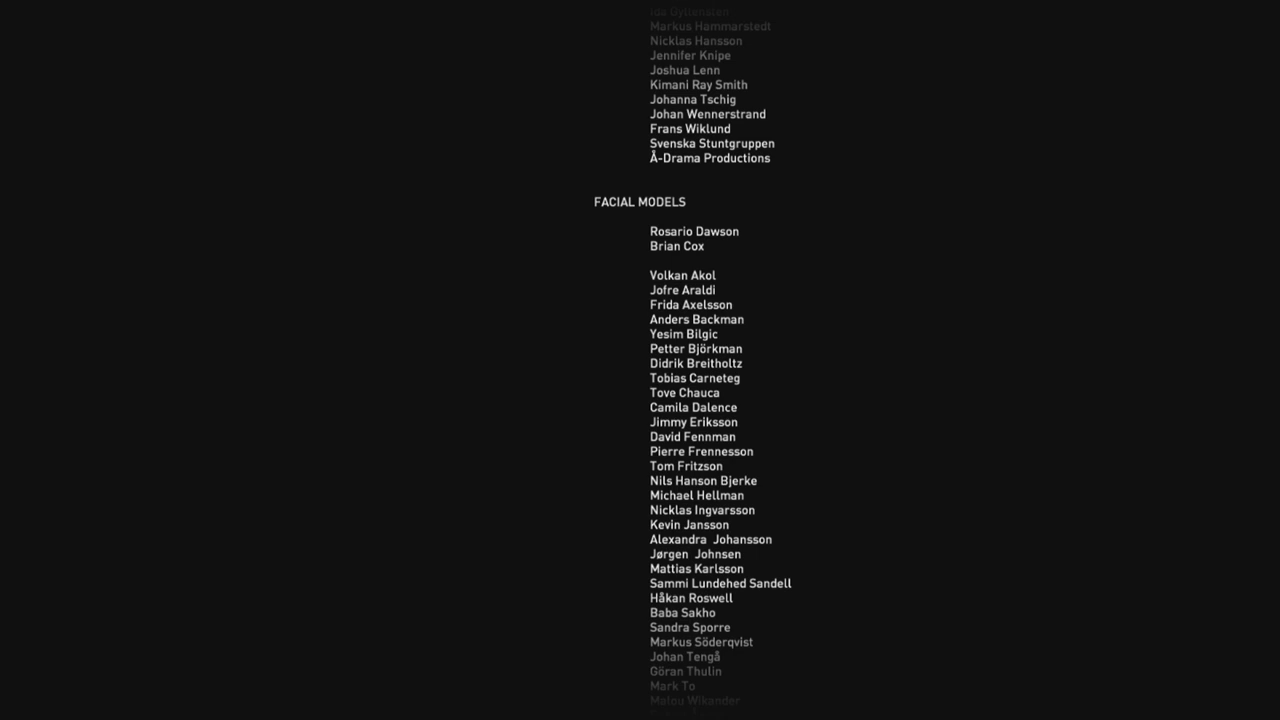 Ida Gyllensten
Markus Hammarstedt
Nicklas Hansson
Jennifer Knipe
Joshua Lenn
Kimani Ray Smith
Johanna Tschig
Johan Wennerstrand
Frans Wiklund
Svenska Stuntgruppen
Å-Drama Productions
FACIAL MODELS
Rosario Dawson
Brian Cox
Volkan Akol
Jofre Araldi
Frida Axelsson
Anders Backman
Yesim Bilgic
Petter Björkman
Didrik Breitholtz
Tobias Carneteg
Tove Chauca
Camila Dalence
Jimmy Eriksson
David Fennman
Pierre Frennesson
Tom Fritzson
Nils Hanson Bjerke
Michael Hellman
Nicklas Ingvarsson
Kevin Jansson
Alexandra  Johansson
Jørgen  Johnsen
Mattias Karlsson
Sammi Lundehed Sandell
Håkan Roswell
Baba Sakho
Sandra Sporre
Markus Söderqvist
Johan Tengå
Göran Thulin
Mark To
Malou Wikander